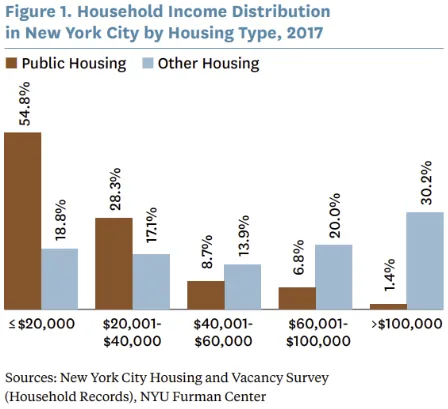 Figure 1. Household Income Distribution
in New York City by Housing Type, 2017
Public Housing Other Housing
54.8%
18.8%
28.3%
17.1%
8.7%
13.9%
6.8%
20.0%
1.4%
30.2%
≤$20,000 $20,001- $40,001- $60,001- >$100,000
$40,000 $60,000 $100,000
Sources: New York City Housing and Vacancy Survey
(Household Records), NYU Furman Center